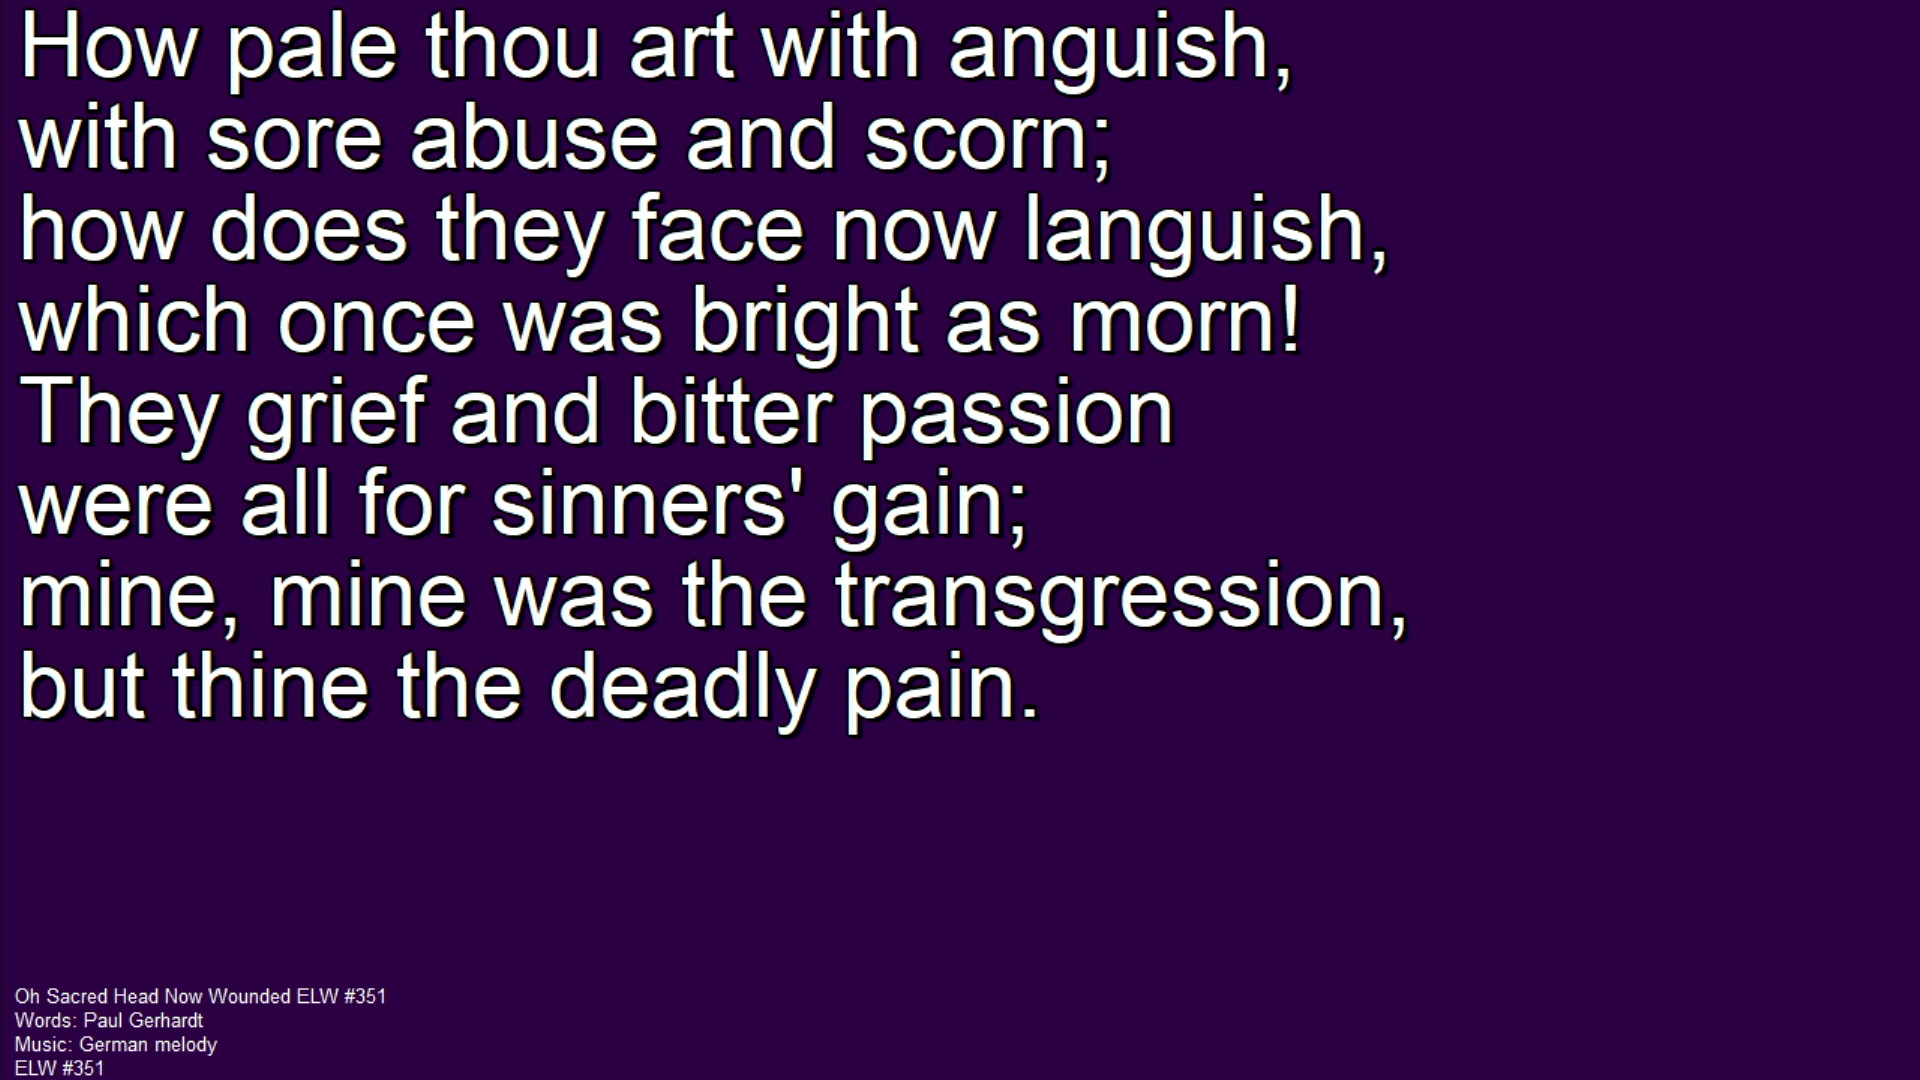 How pale thou art with anguish,
with sore abuse and scorn;
how does they face now languish,
which once was bright as morn!
They grief and bitter passion
were all for sinners' gain;
mine, mine was the transgression,
but thine the deadly pain.
Oh Sacred Head Now Wounded ELW #351
Words: Paul Gerhardt
Music: German melody
ELW #351